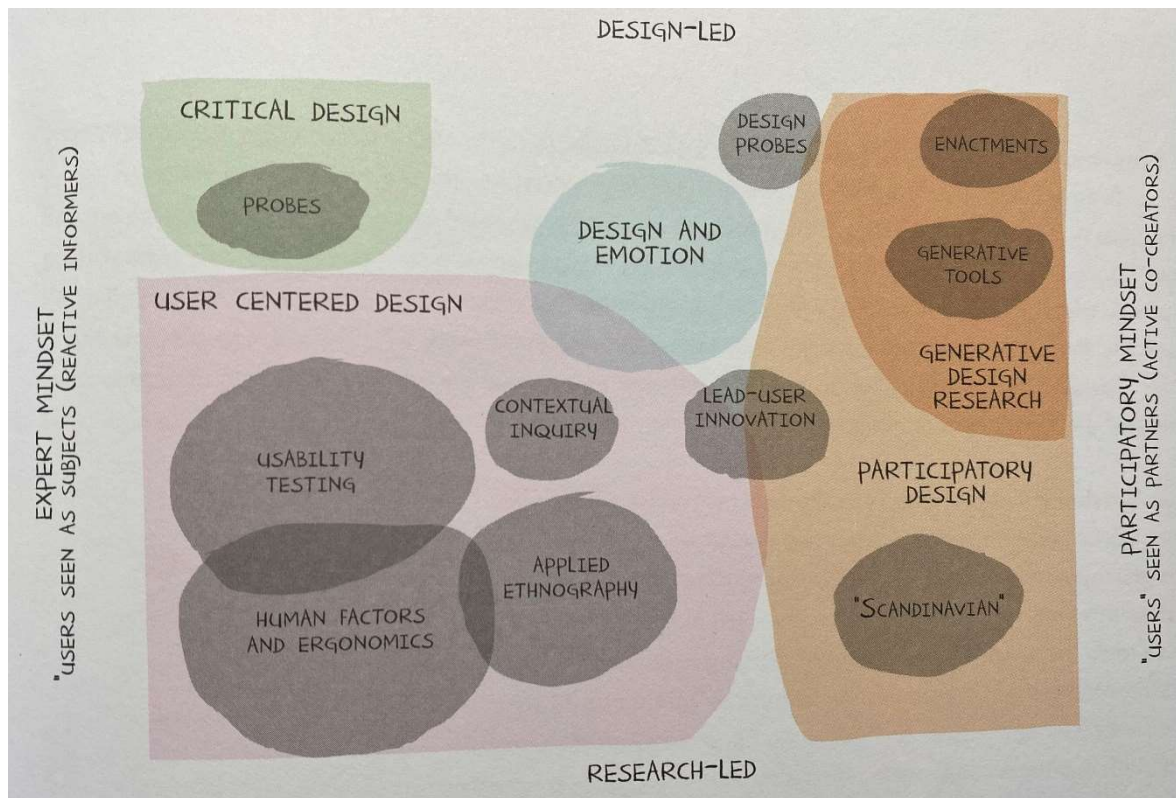 DESIGN-LED
CRITICAL DESIGN
PROBES
DESIGN
PROBES
ENACTMENTS
DESIGN AND
EMOTION
GENERATIVE
TOOLS
USER CENTERED DESIGN
GENERATIVE
DESIGN
RESEARCH
CONTEXTUAL
INQUIRY
LEAD-USER
INNOVATION
USABILITY
TESTING
PARTICIPATORY
DESIGN
APPLIED
ETHNOGRAPHY
HUMAN FACTORS
AND ERGONOMICS
"SCANDINAVIAN"
EXPERT MINDSET
"USERS SEEN AS SUBJECTS (REACTIVE INFORMERS)
PARTICIPATORY MINDSET
"USERS" SEEN AS PARTNERS (ACTIVE CO-CREATORS)
RESEARCH-LED